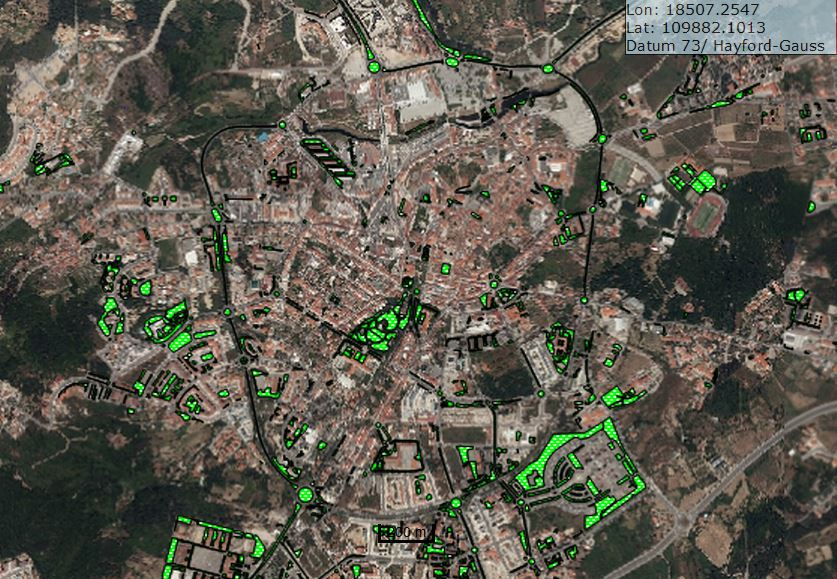 Lon: 18507.2547
Lat: 109882.1013
Datum 73/ Hayford-Gauss